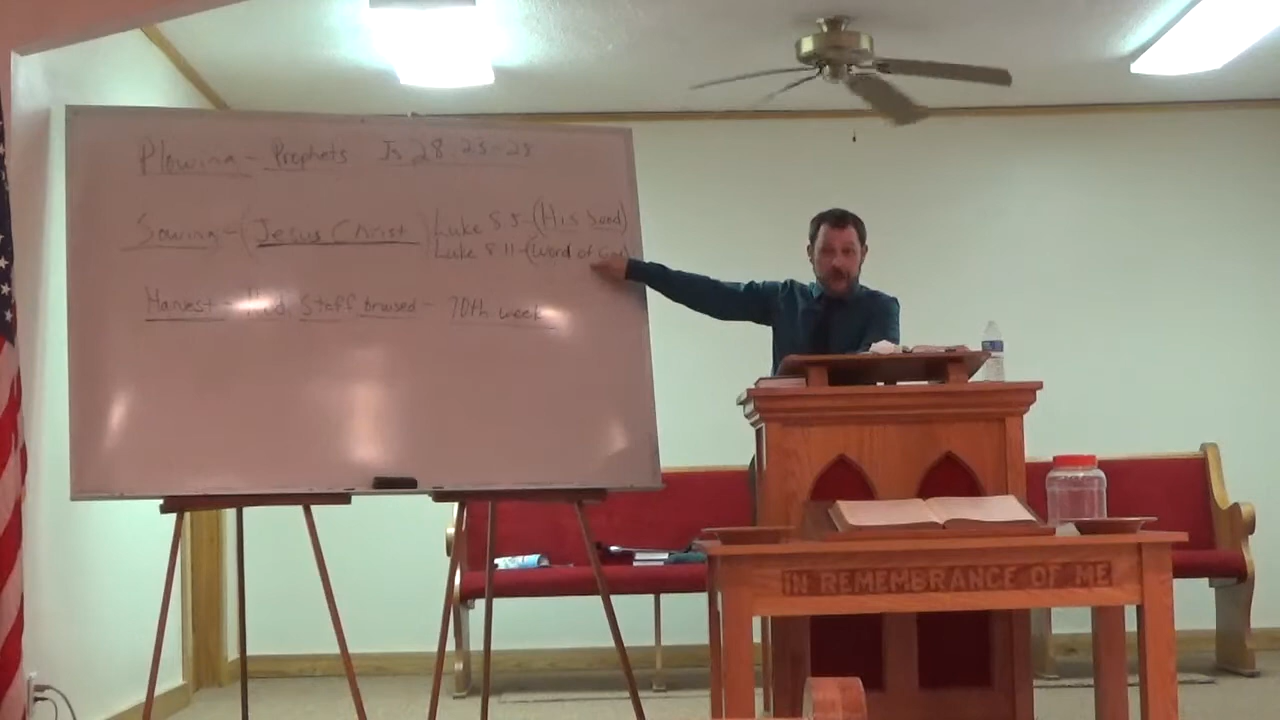 Plowing - Prophets Is 28:23-29
Sowing - (Jesus Christ) Luke 8:5 - (His Seed)
Luke 8:11 - (Word of God)
Harvest - Rod, Staff bruised - 70th week
IN REMEMBRANCE OF ME